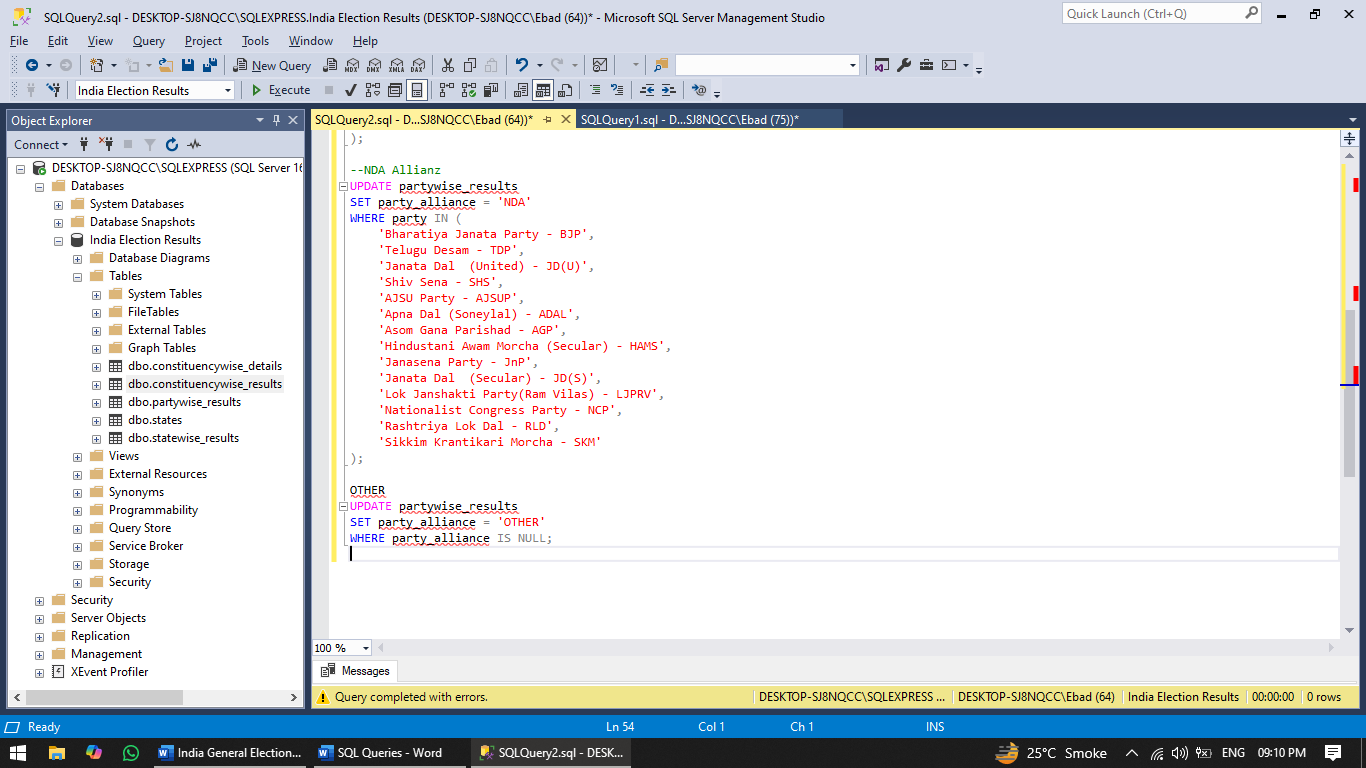 SQLQuery2.sql - DESKTOP-SJ8NQCC\SQLEXPRESS.India Election Results (DESKTOP-SJ8NQCC\Ebad (64))* - Microsoft SQL Server Management Studio
Quick Launch (Ctrl+Q)
File Edit View Query Project Tools Window Help
New Query MDX DMX XMLA DAX
India Election Results Execute
Object Explorer
SQLQuery2.sql - D...SJ8NQCC\Ebad (64))* SQLQuery1.sql - D...SJ8NQCC\Ebad (75))*
Connect
DESKTOP-SJ8NQCC\SQLEXPRESS (SQL Server 16
Databases
System Databases
Database Snapshots
India Election Results
Database Diagrams
Tables
System Tables
FileTables
External Tables
Graph Tables
dbo.constituencywise_details
dbo.constituencywise_results
dbo.partywise_results
dbo.states
dbo.statewise_results
Views
External Resources
Synonyms
Programmability
Query Store
Service Broker
Storage
Security
Security
Server Objects
Replication
Management
XEvent Profiler
);
--NDA Allianz
UPDATE partywise_results
SET party_alliance = 'NDA'
WHERE party IN (
'Bharatiya Janata Party - BJP',
'Telugu Desam - TDP',
'Janata Dal  (United) - JD(U)',
'Shiv Sena - SHS',
'AJSU Party - AJSUP',
'Apna Dal (Soneylal) - ADAL',
'Asom Gana Parishad - AGP',
'Hindustani Awam Morcha (Secular) - HAMS',
'Janasena Party - JnP',
'Janata Dal  (Secular) - JD(S)',
'Lok Janshakti Party(Ram Vilas) - LJPRV',
'Nationalist Congress Party - NCP',
'Rashtriya Lok Dal - RLD',
'Sikkim Krantikari Morcha - SKM'
);
OTHER
UPDATE partywise_results
SET party_alliance = 'OTHER'
WHERE party_alliance IS NULL;
100 %
Messages
Query completed with errors. DESKTOP-SJ8NQCC\SQLEXPRESS ... DESKTOP-SJ8NQCC\Ebad (64) India Election Results 00:00:00 0 rows
Ready Ln 54 Col 1 Ch 1 INS
India General Election... SQL Queries - Word SQLQuery2.sql - DESK... 25°C Smoke ENG 09:10 PM